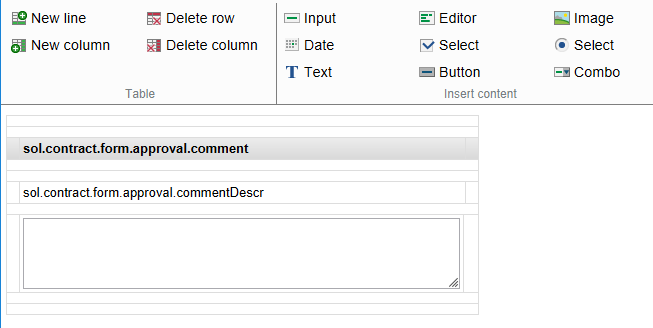 New line
Delete row
Input
Editor
Image
New column
Delete column
Date
Select
Select
Text
Button
Combo
Table
Insert content
sol.contract.form.approval.comment
sol.contract.form.approval.commentDescr